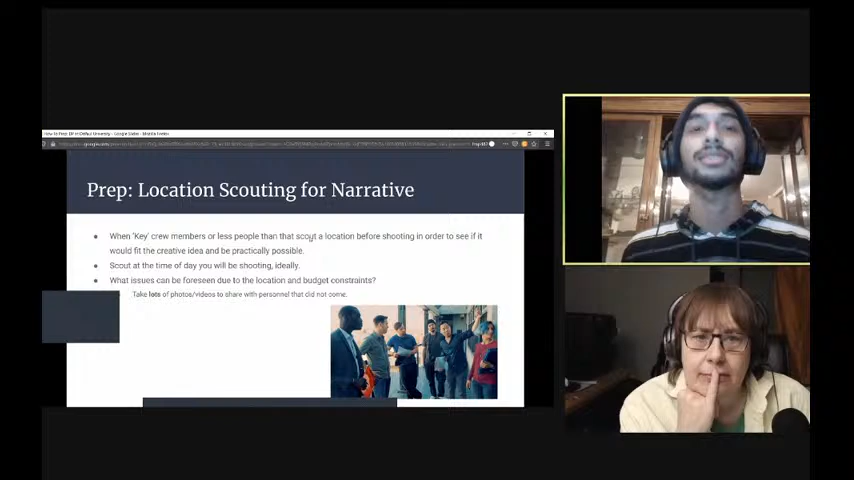 Prep: Location Scouting for Narrative
When 'Key' crew members or less people than that scout a location before shooting in order to see if it
would fit the creative idea and be practically possible.
Scout at the time of day you will be shooting, ideally.
What issues can be foreseen due to the location and budget constraints?
Take lots of photos/videos to share with personnel that did not come.